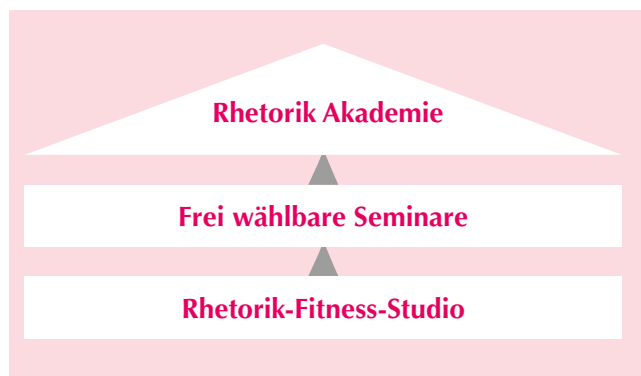 Rhetorik Akademie
Frei wählbare Seminare
Rhetorik-Fitness-Studio